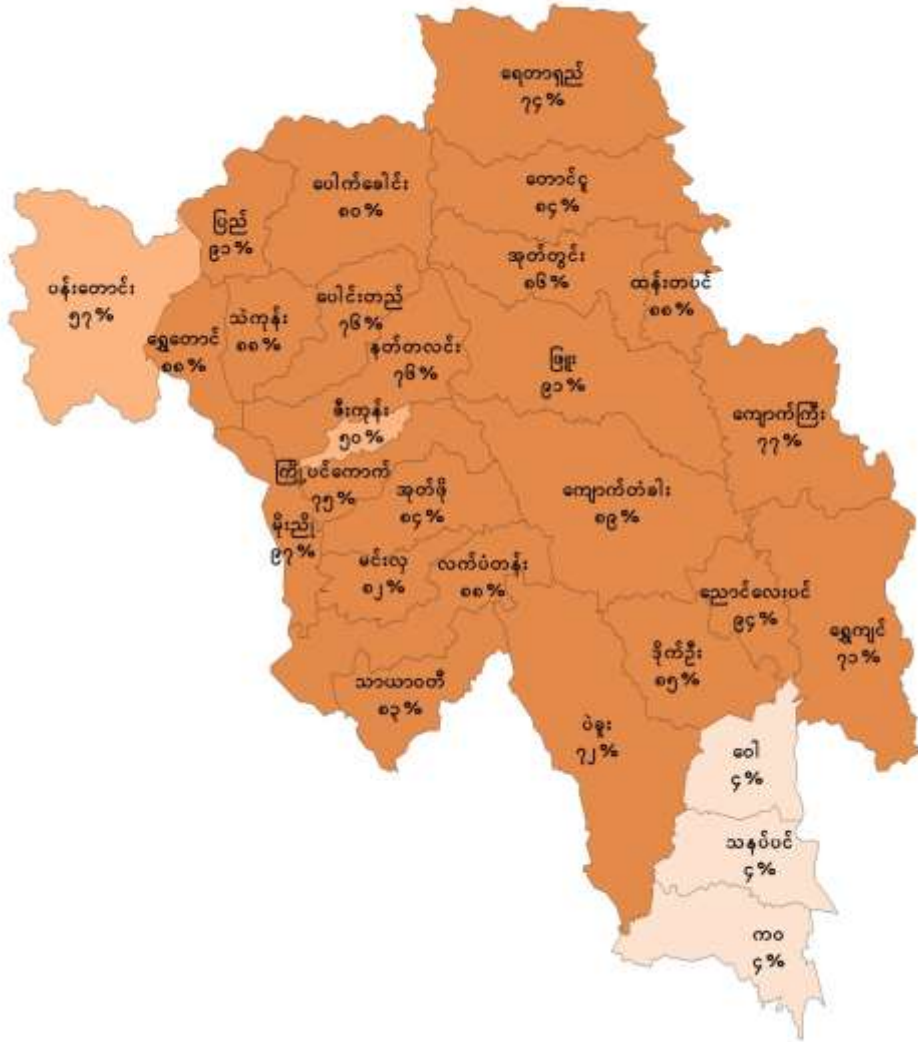 ရေတာရှည်
၇၄%
တောင်ငူ
၈၄%
ပေါက်ခေါင်း
၈၀%
ပြည်
၉၁%
အုတ်တွင်း
၈၆%
ထန်းတပင်
၈၈%
ပန်းတောင်း
၅၇%
ရွှေတောင်
၈၈%
သဲကုန်း
၈၈%
ပေါင်းတည်
၇၆%
နတ်တလင်း
၇၆%
ဖြူး
၉၁%
ကျောက်ကြီး
၇၇%
ဇီးကုန်း
၅၀%
ကြို့ပင်ကောက်
၇၅%
အုတ်ဖို
၈၄%
ကျောက်တံခါး
၈၉%
မိုးညို
၉၇%
မင်းလှ
၈၂%
လက်ပံတန်း
၈၈%
ညောင်လေးပင်
၉၄%
ရွှေကျင်
၇၁%
ဒိုက်ဦး
၈၅%
သာယာဝတီ
၈၃%
ပဲခူး
၇၂%
ဝေါ
၄%
သနပ်ပင်
၄%
ကဝ
၄%